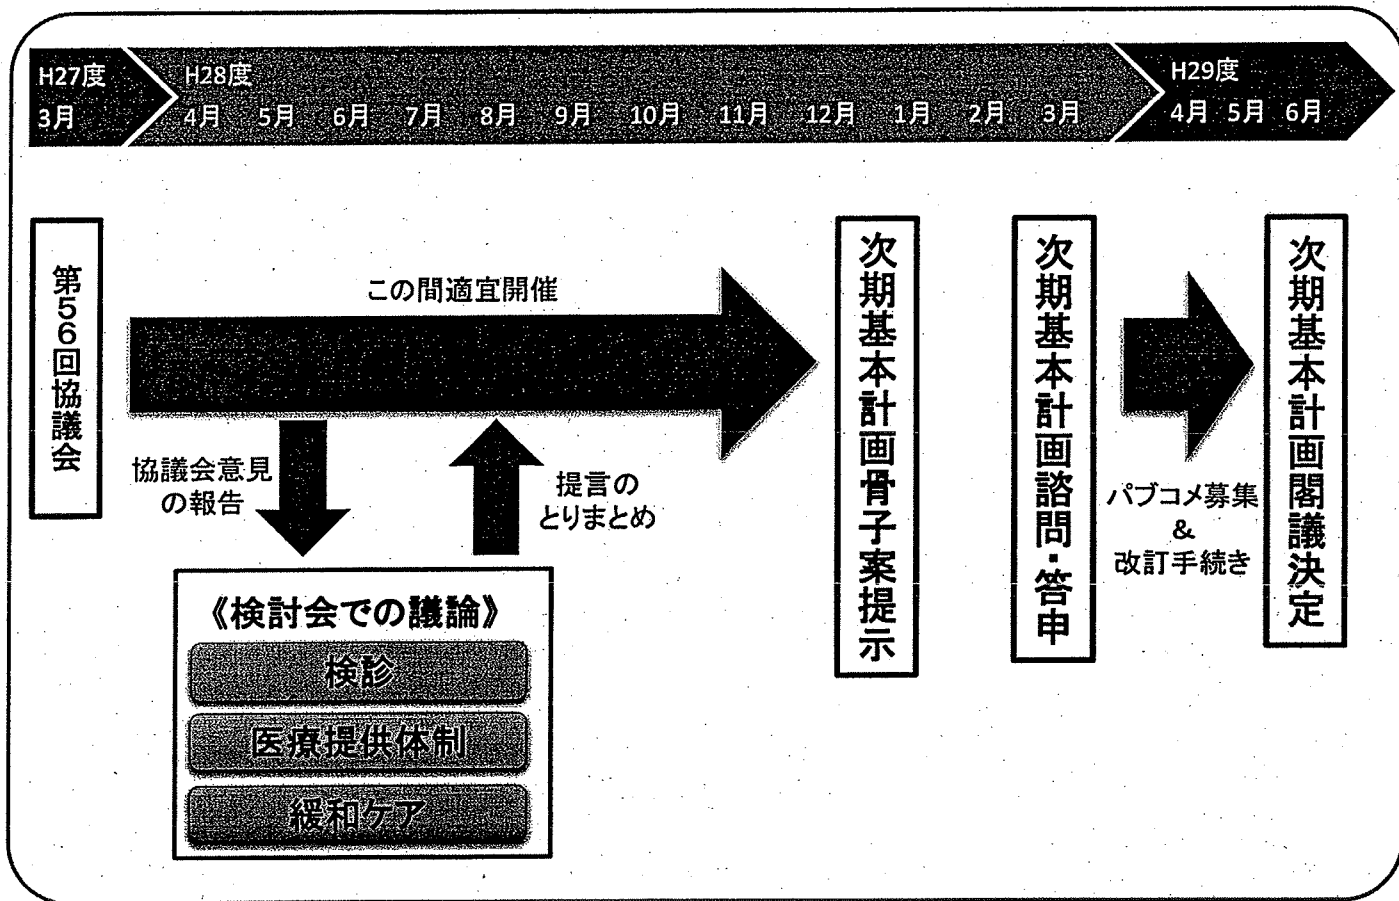 H27度
3月
H28度
4月 5月 6月 7月 8月 9月 10月 11月 12月 1月 2月 3月
H29度
4月 5月 6月
第56回協議会
この間適宜開催
協議会意見
の報告
提言の
とりまとめ
《検討会での議論》
検診
医療提供体制
緩和ケア
次期基本計画骨子案提示
次期基本計画諮問・答申
パブコメ募集
&
改訂手続き
次期基本計画閣議決定